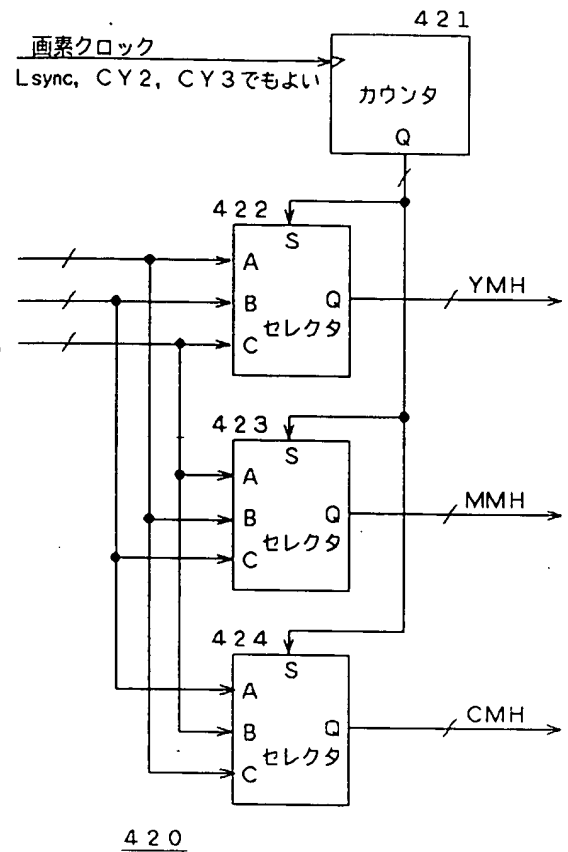 421
画素クロック
Lsync, CY2, CY3でもよい
カウンタ
Q
422
S
A
B
C
Q
セレクタ
YMH
423
S
A
B
C
Q
セレクタ
MMH
424
S
A
B
C
Q
セレクタ
CMH
420